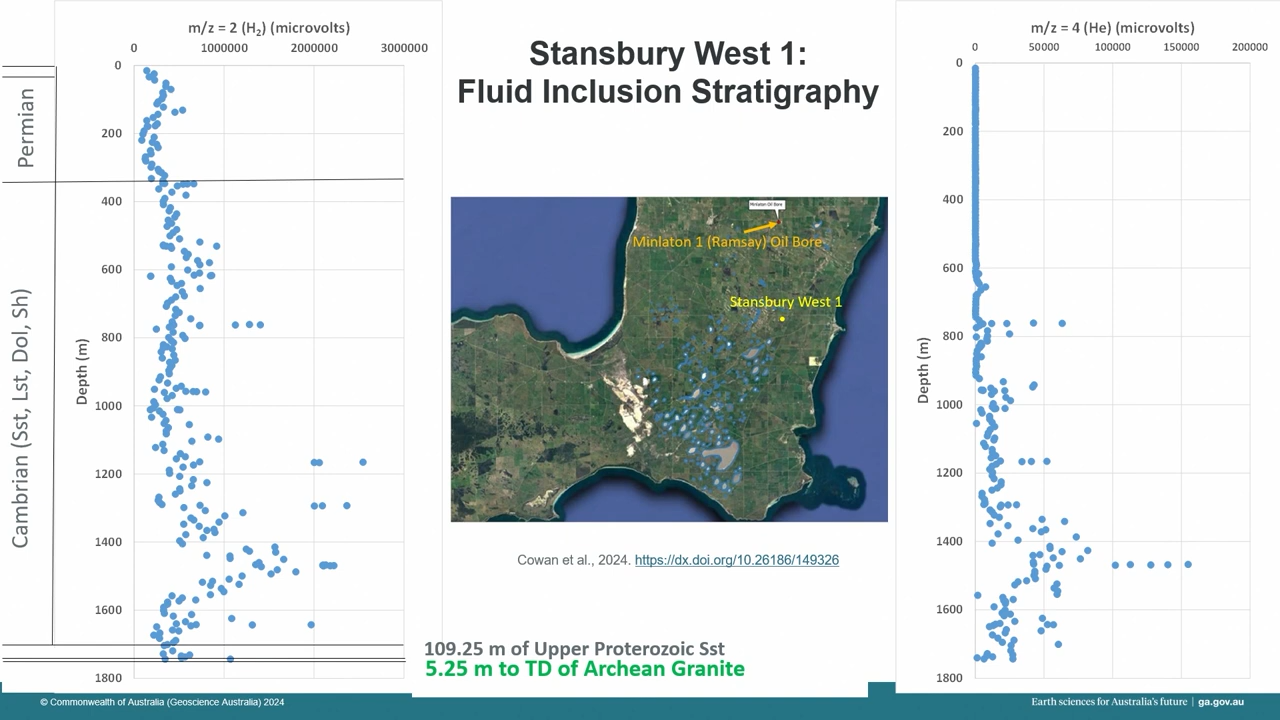 m/z = 2 (H₂) (microvolts)
0 1000000 2000000 3000000
0
200
400
600
800
1000
1200
1400
1600
1800
Depth (m)
Permian
Cambrian (Sst, Lst, Dol, Sh)
Stansbury West 1:
Fluid Inclusion Stratigraphy
Minlaton Oil Bore
Minlaton 1 (Ramsay) Oil Bore
Stansbury West 1
Cowan et al., 2024. https://dx.doi.org/10.26186/149326
109.25 m of Upper Proterozoic Sst
5.25 m to TD of Archean Granite
m/z = 4 (He) (microvolts)
0 50000 100000 150000 200000
0
200
400
600
800
1000
1200
1400
1600
1800
Depth (m)
© Commonwealth of Australia (Geoscience Australia) 2024
Earth sciences for Australia's future | ga.gov.au